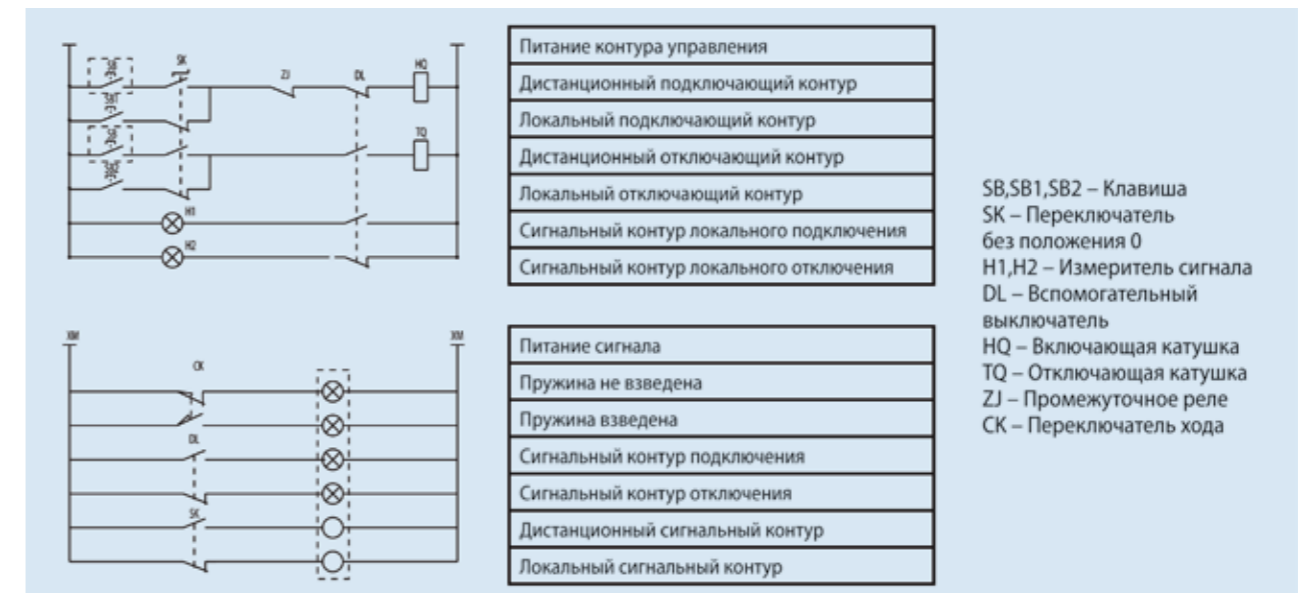 SK
ZJ
DL
HQ
SB1
TQ
H1
H2
Питание контура управления
Дистанционный подключающий контур
Локальный подключающий контур
Дистанционный отключающий контур
Локальный отключающий контур
Сигнальный контур локального подключения
Сигнальный контур локального отключения
SB,SB1,SB2 – Клавиша
SK – Переключатель
без положения 0
H1,H2 – Измеритель сигнала
DL – Вспомогательный
выключатель
HQ – Включающая катушка
TQ – Отключающая катушка
ZJ – Промежуточное реле
CK – Переключатель хода
XM
XM
CK
DL
SK
Питание сигнала
Пружина не взведена
Пружина взведена
Сигнальный контур подключения
Сигнальный контур отключения
Дистанционный сигнальный контур
Локальный сигнальный контур